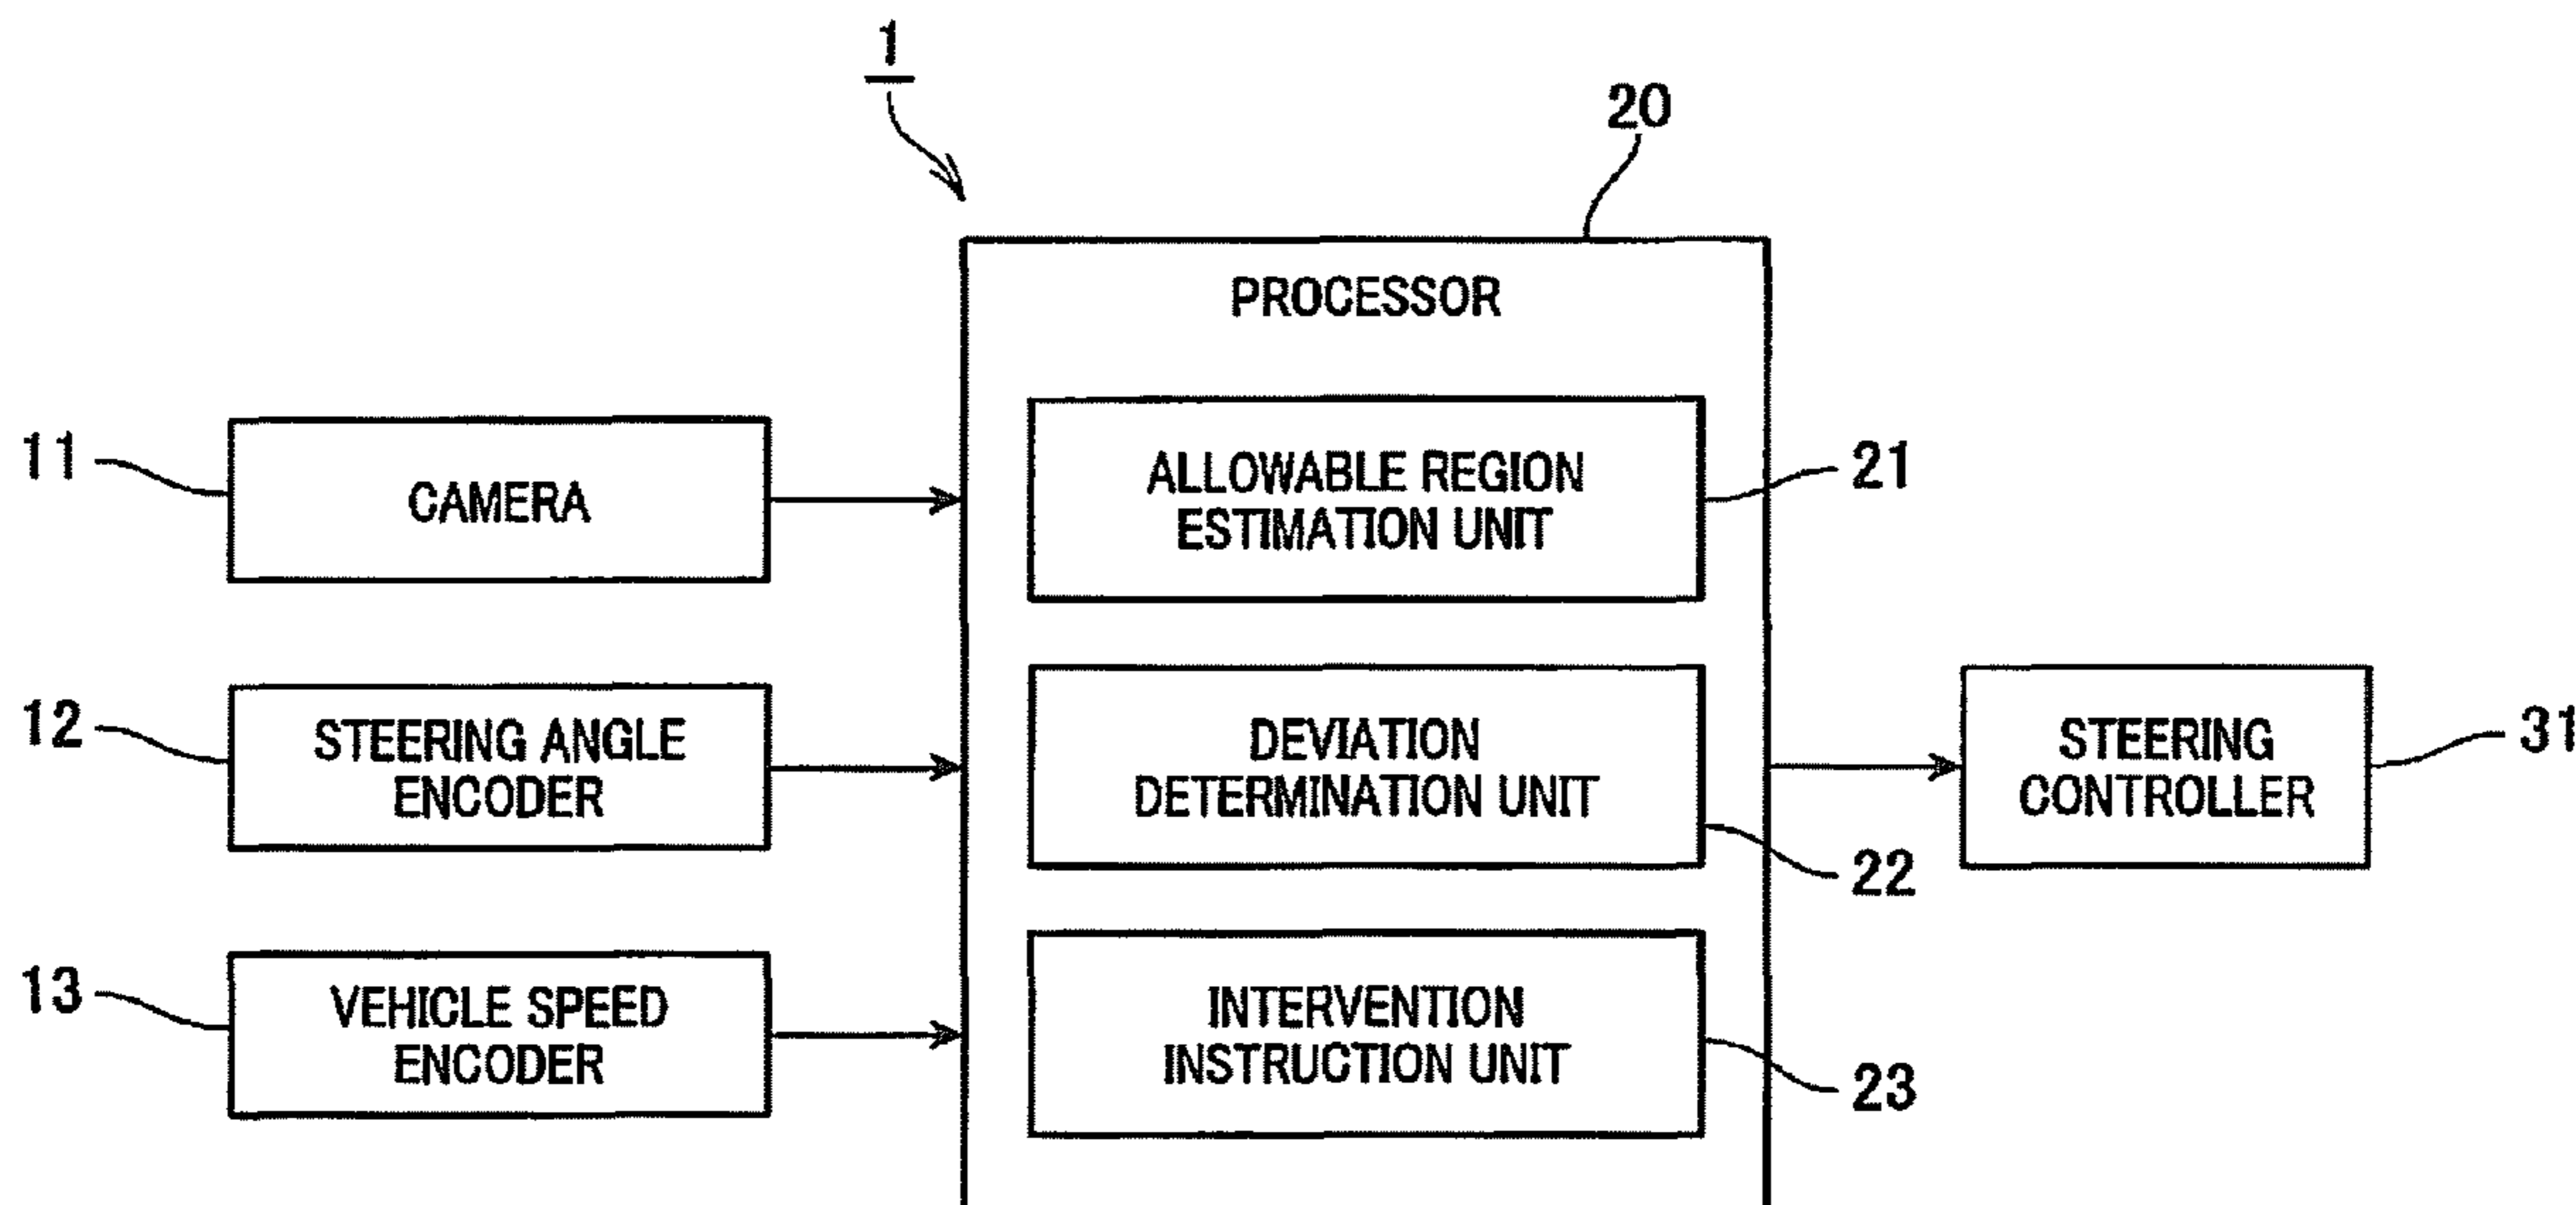 1
20
PROCESSOR
11
CAMERA
ALLOWABLE REGION
ESTIMATION UNIT
21
12
STEERING ANGLE
ENCODER
DEVIATION
DETERMINATION UNIT
22
STEERING
CONTROLLER
31
13
VEHICLE SPEED
ENCODER
INTERVENTION
INSTRUCTION UNIT
23